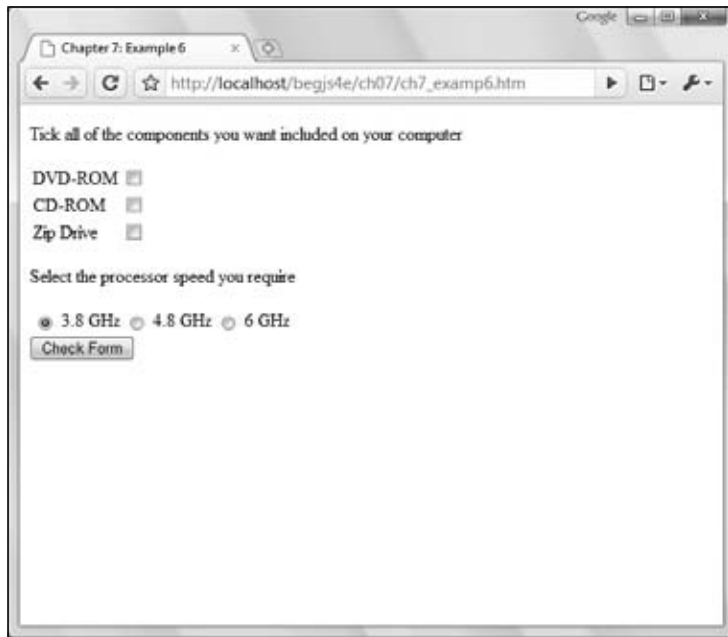 Google
Chapter 7: Example 6
http://localhost/begjs4e/ch07/ch7_examp6.htm
Tick all of the components you want included on your computer
DVD-ROM
CD-ROM
Zip Drive
Select the processor speed you require
3.8 GHz 4.8 GHz 6 GHz
Check Form